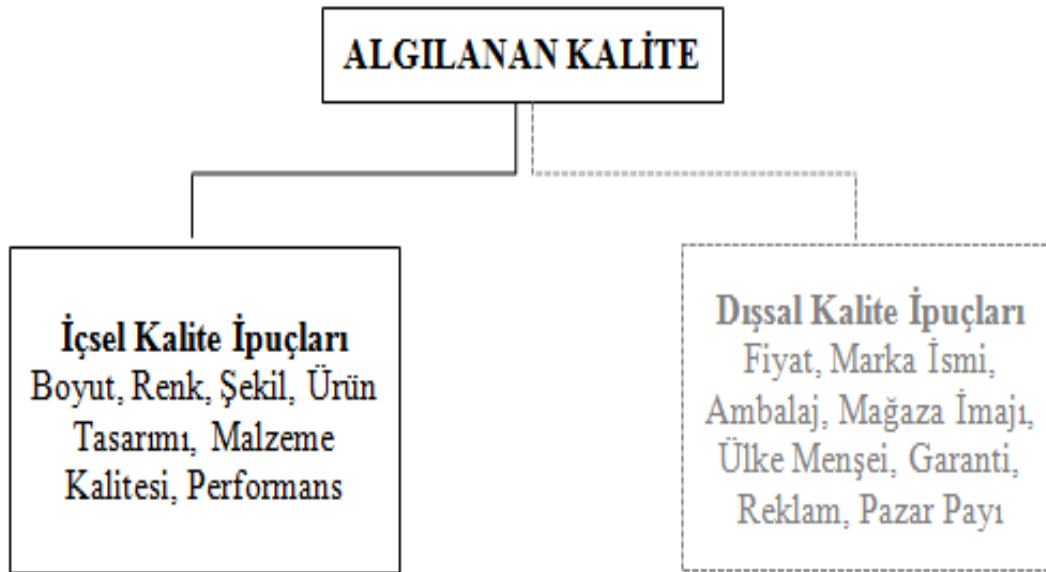 ALGILANAN KALİTE
İçsel Kalite İpuçları
Boyut, Renk, Şekil, Ürün
Tasarımı, Malzeme
Kalitesi, Performans
Dışsal Kalite İpuçları
Fiyat, Marka İsmi,
Ambalaj, Mağaza İmajı,
Ülke Menşei, Garanti,
Reklam, Pazar Payı